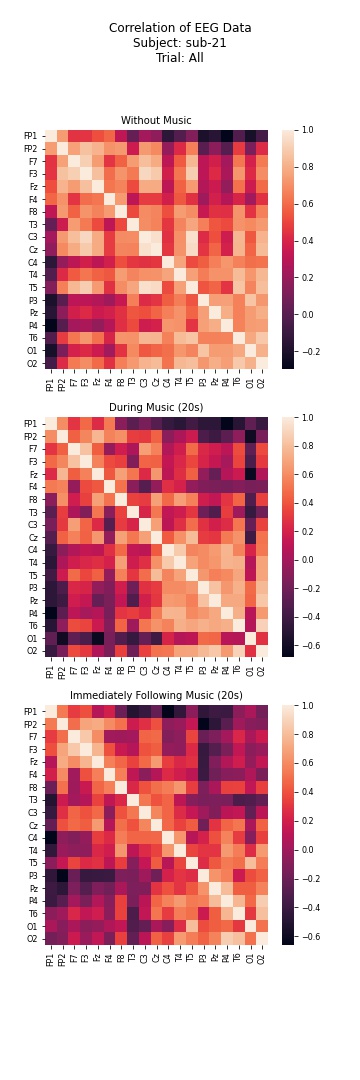 Correlation of EEG Data
Subject: sub-21
Trial: All
Without Music
FP1
FP2
F7
F3
Fz
F4
F8
T3
C3
Cz
C4
T4
T5
P3
Pz
P4
T6
O1
O2
1.0
0.8
0.6
0.4
0.2
0.0
−0.2
FP1 FP2 F7 F3 Fz F4 F8 T3 C3 Cz C4 T4 T5 P3 Pz P4 T6 O1 O2
During Music (20s)
FP1
FP2
F7
F3
Fz
F4
F8
T3
C3
Cz
C4
T4
T5
P3
Pz
P4
T6
O1
O2
1.0
0.8
0.6
0.4
0.2
0.0
−0.2
−0.4
−0.6
FP1 FP2 F7 F3 Fz F4 F8 T3 C3 Cz C4 T4 T5 P3 Pz P4 T6 O1 O2
Immediately Following Music (20s)
FP1
FP2
F7
F3
Fz
F4
F8
T3
C3
Cz
C4
T4
T5
P3
Pz
P4
T6
O1
O2
1.0
0.8
0.6
0.4
0.2
0.0
−0.2
−0.4
−0.6
FP1 FP2 F7 F3 Fz F4 F8 T3 C3 Cz C4 T4 T5 P3 Pz P4 T6 O1 O2